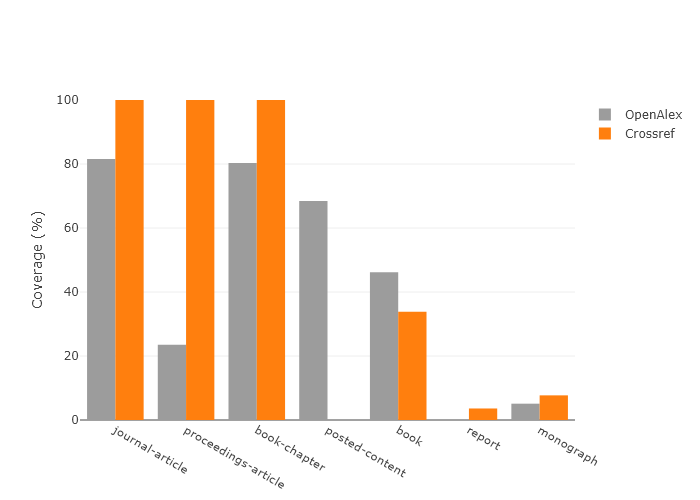 100
80
60
40
20
0
Coverage (%)
journal-article
proceedings-article
book-chapter
posted-content
book
report
monograph
OpenAlex
Crossref